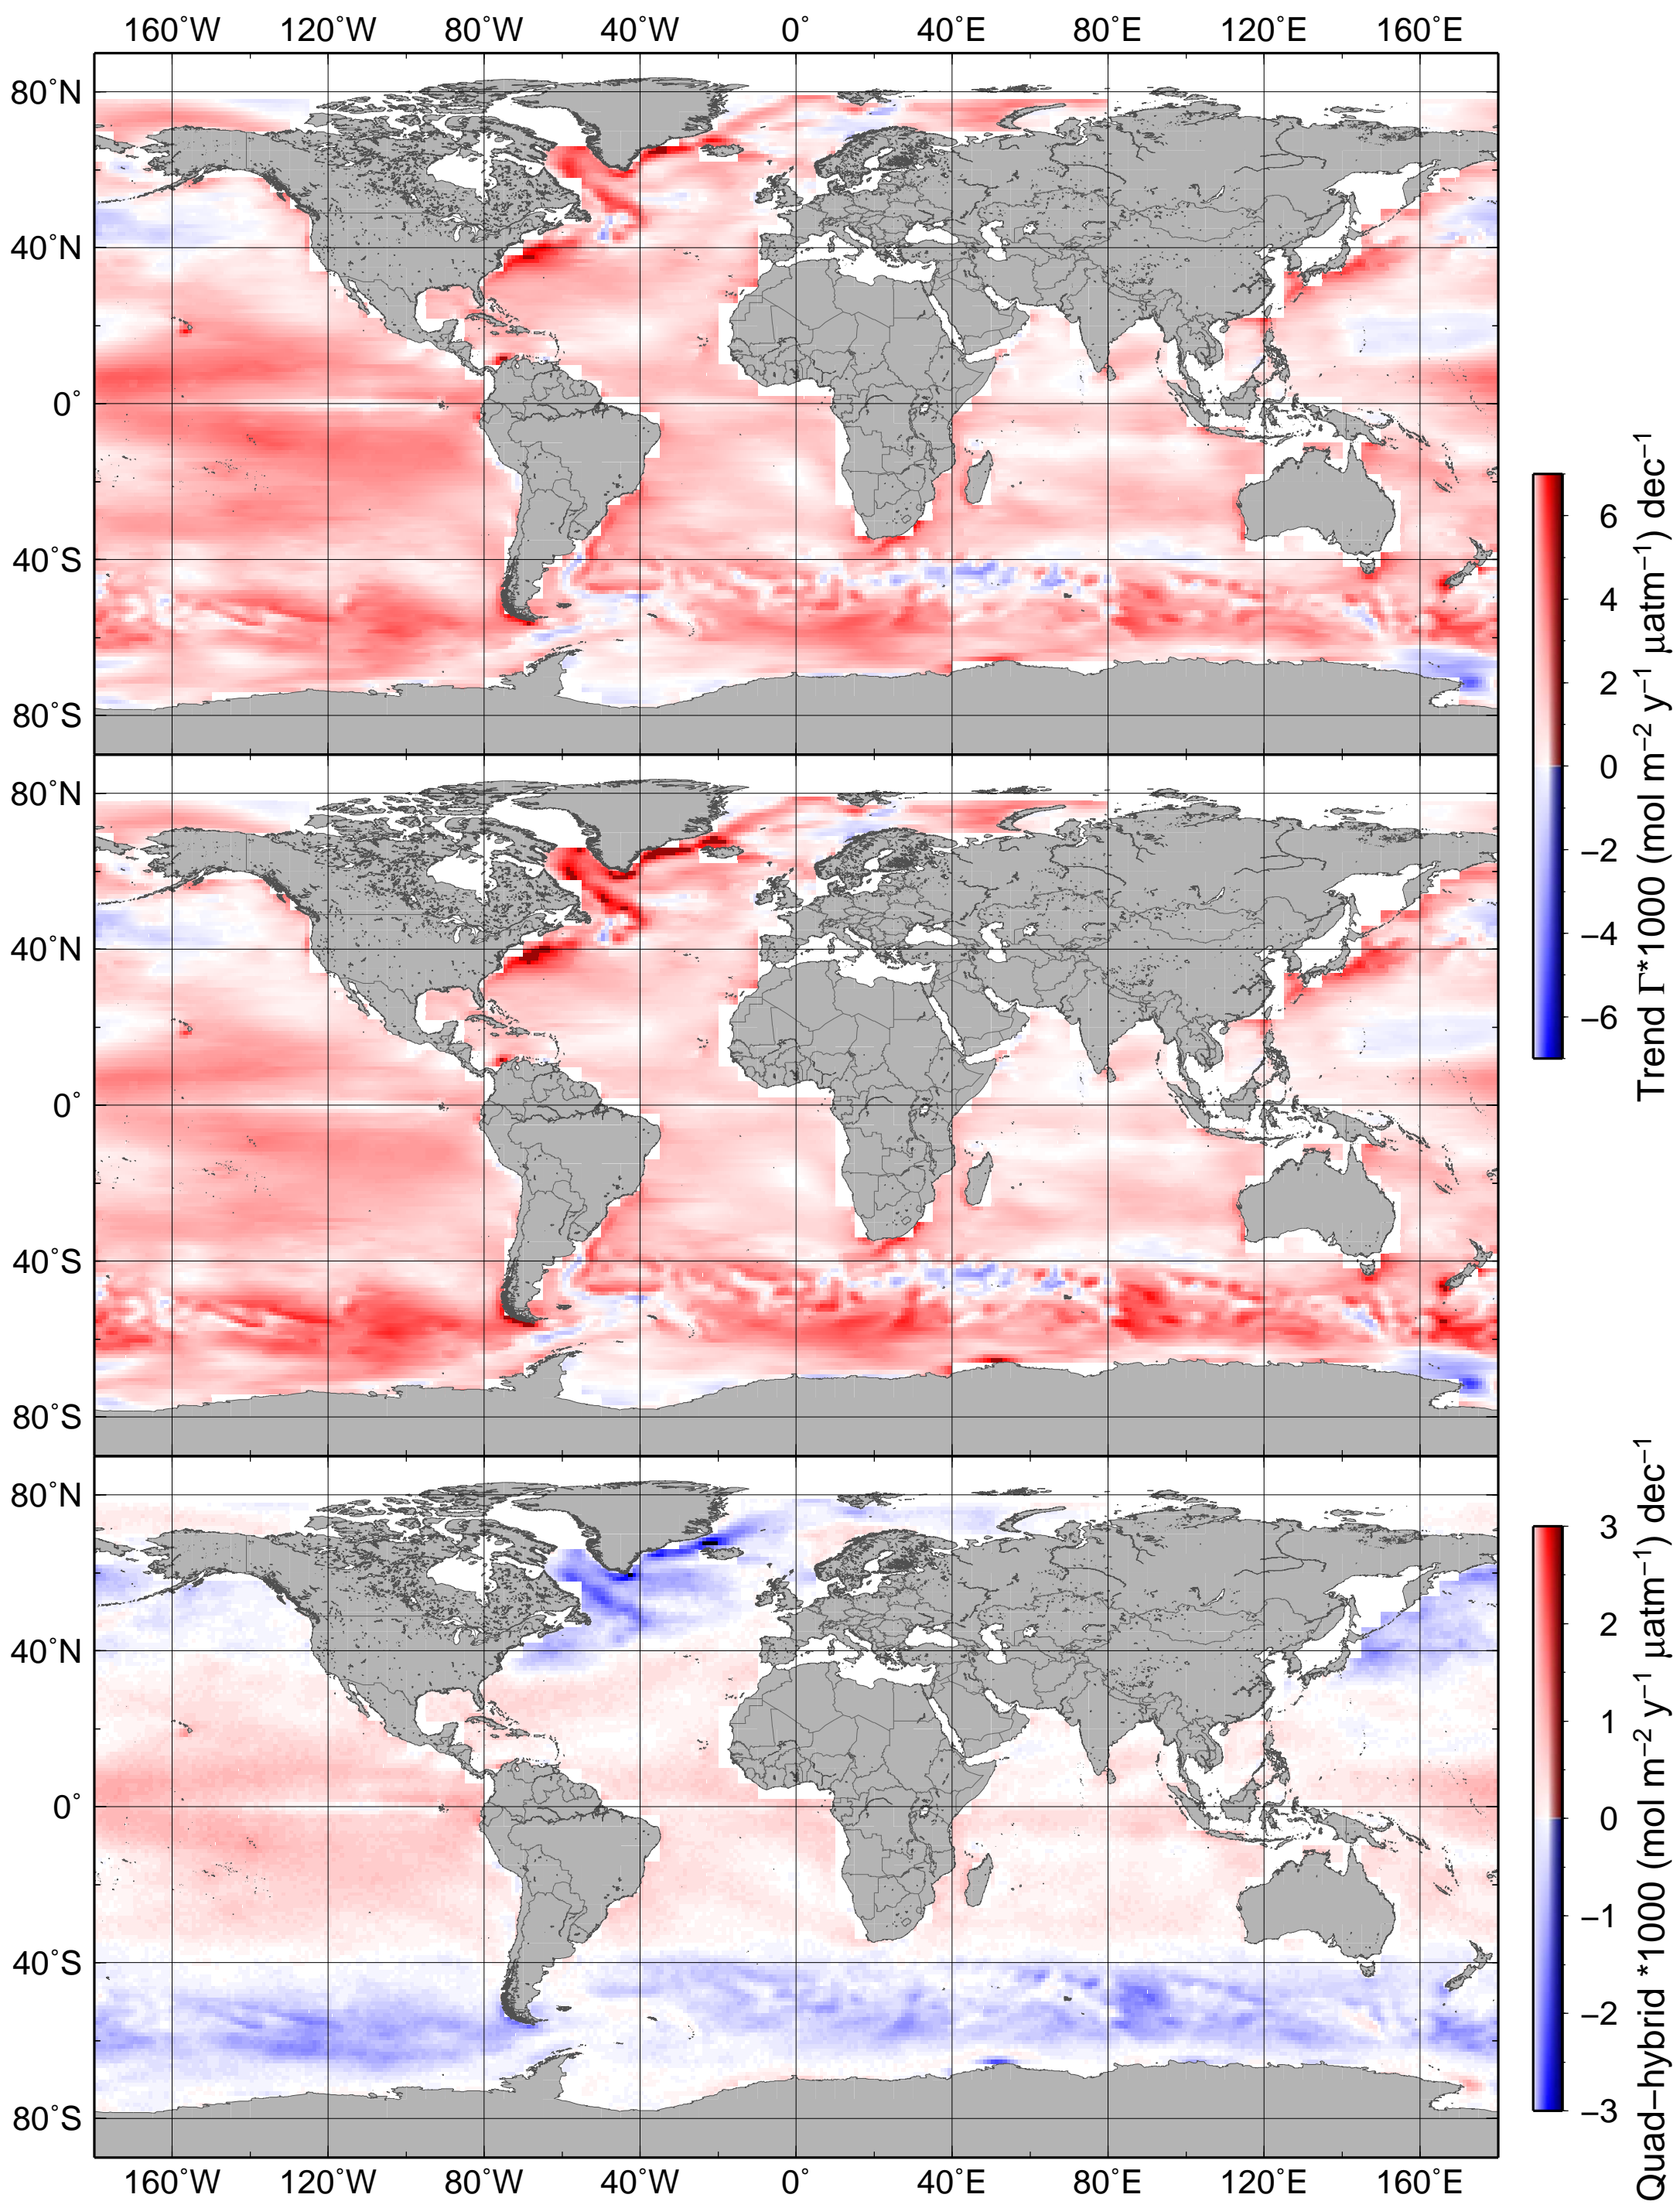 160˚W 120˚W 80˚W 40˚W 0˚ 40˚E 80˚E 120˚E 160˚E
80˚N
40˚N
0˚
40˚S
80˚S
80˚N
40˚N
0˚
40˚S
80˚S
80˚N
40˚N
0˚
40˚S
80˚S
160˚W 120˚W 80˚W 40˚W 0˚ 40˚E 80˚E 120˚E 160˚E
6
4
2
0
−2
−4
−6
Trend Γ*1000 (mol m⁻² y⁻¹ µatm⁻¹) dec⁻¹
3
2
1
0
−1
−2
−3
Quad−hybrid *1000 (mol m⁻² y⁻¹ µatm⁻¹) dec⁻¹